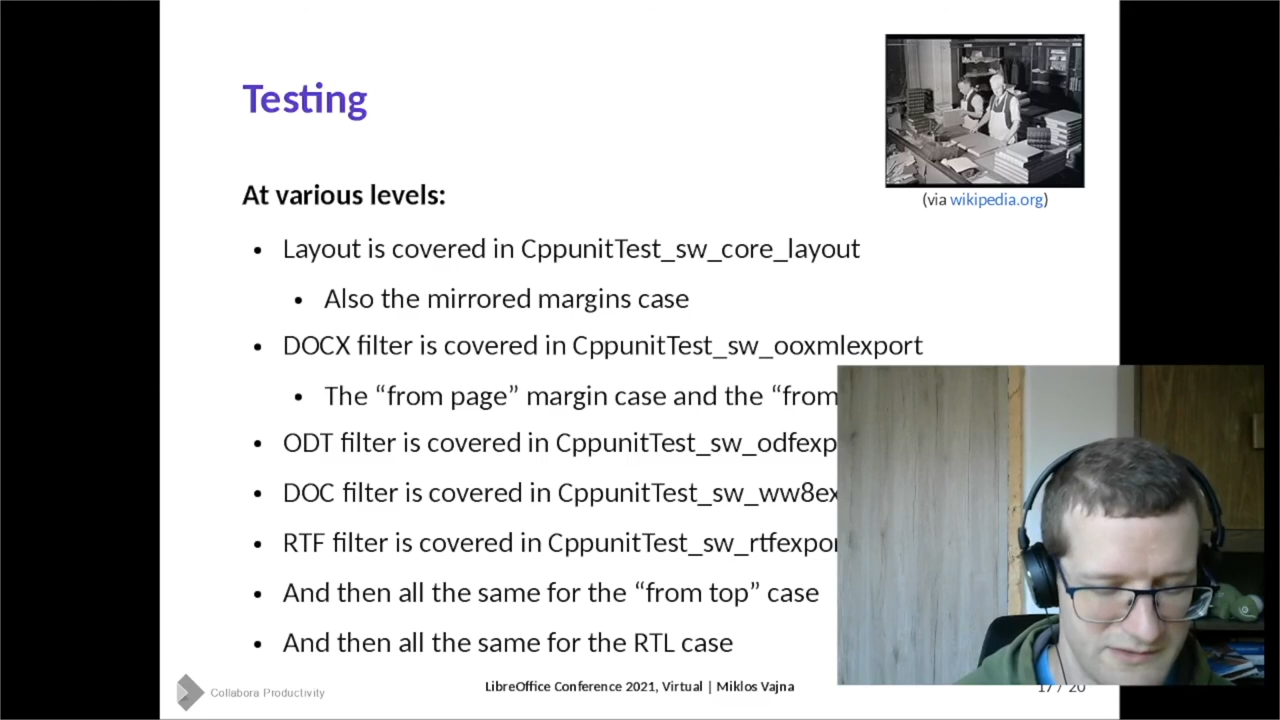 Testing
(via wikipedia.org)
At various levels:
• Layout is covered in CppunitTest_sw_core_layout
• Also the mirrored margins case
• DOCX filter is covered in CppunitTest_sw_ooxmlexport
• The “from page” margin case and the “from
• ODT filter is covered in CppunitTest_sw_odfexp
• DOC filter is covered in CppunitTest_sw_ww8ex
• RTF filter is covered in CppunitTest_sw_rtfexpor
• And then all the same for the “from top” case
• And then all the same for the RTL case
Collabora Productivity
LibreOffice Conference 2021, Virtual | Miklos Vajna
17 / 20